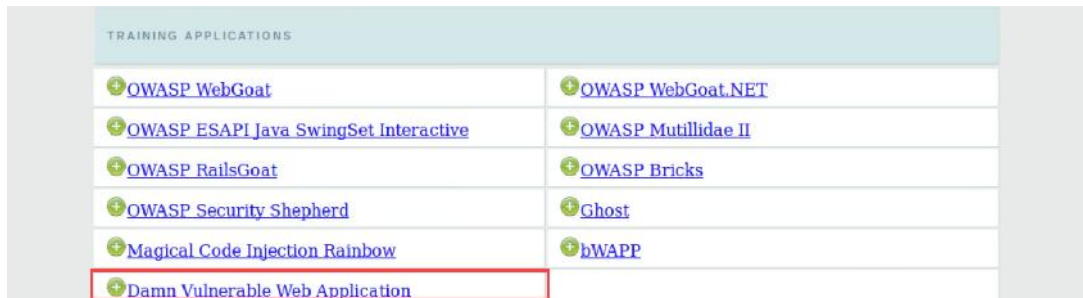 TRAINING APPLICATIONS
OWASP WebGoat
OWASP WebGoat.NET
OWASP ESAPI Java SwingSet Interactive
OWASP Mutillidae II
OWASP RailsGoat
OWASP Bricks
OWASP Security Shepherd
Ghost
Magical Code Injection Rainbow
bWAPP
Damn Vulnerable Web Application